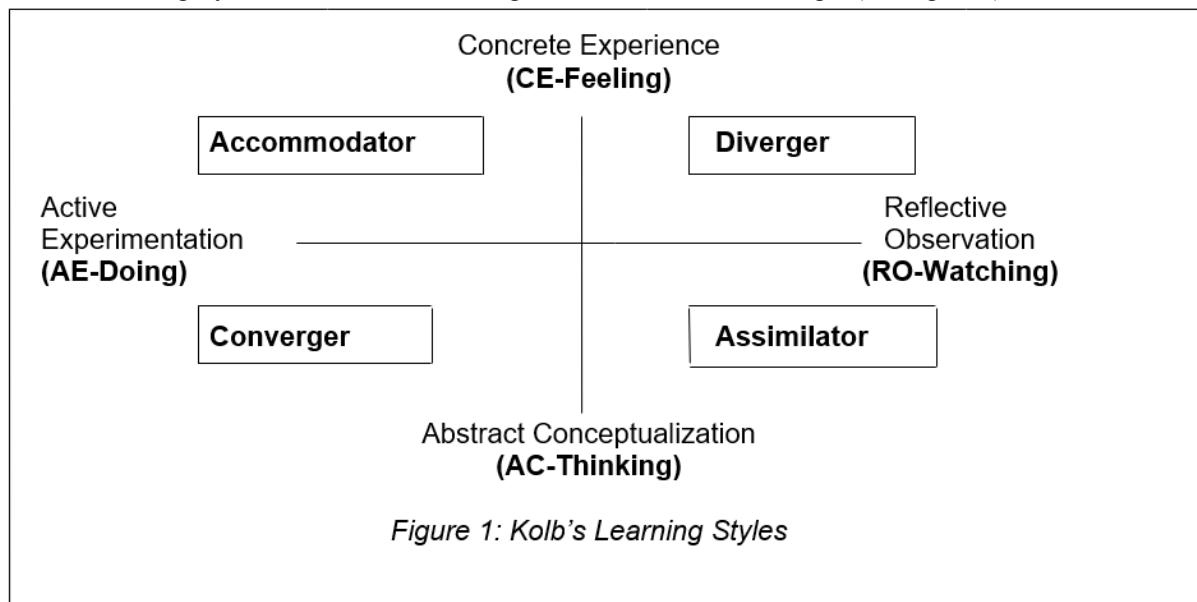 Concrete Experience
(CE-Feeling)
Accommodator
Diverger
Active
Experimentation
(AE-Doing)
Reflective
Observation
(RO-Watching)
Converger
Assimilator
Abstract Conceptualization
(AC-Thinking)
Figure 1: Kolb's Learning Styles